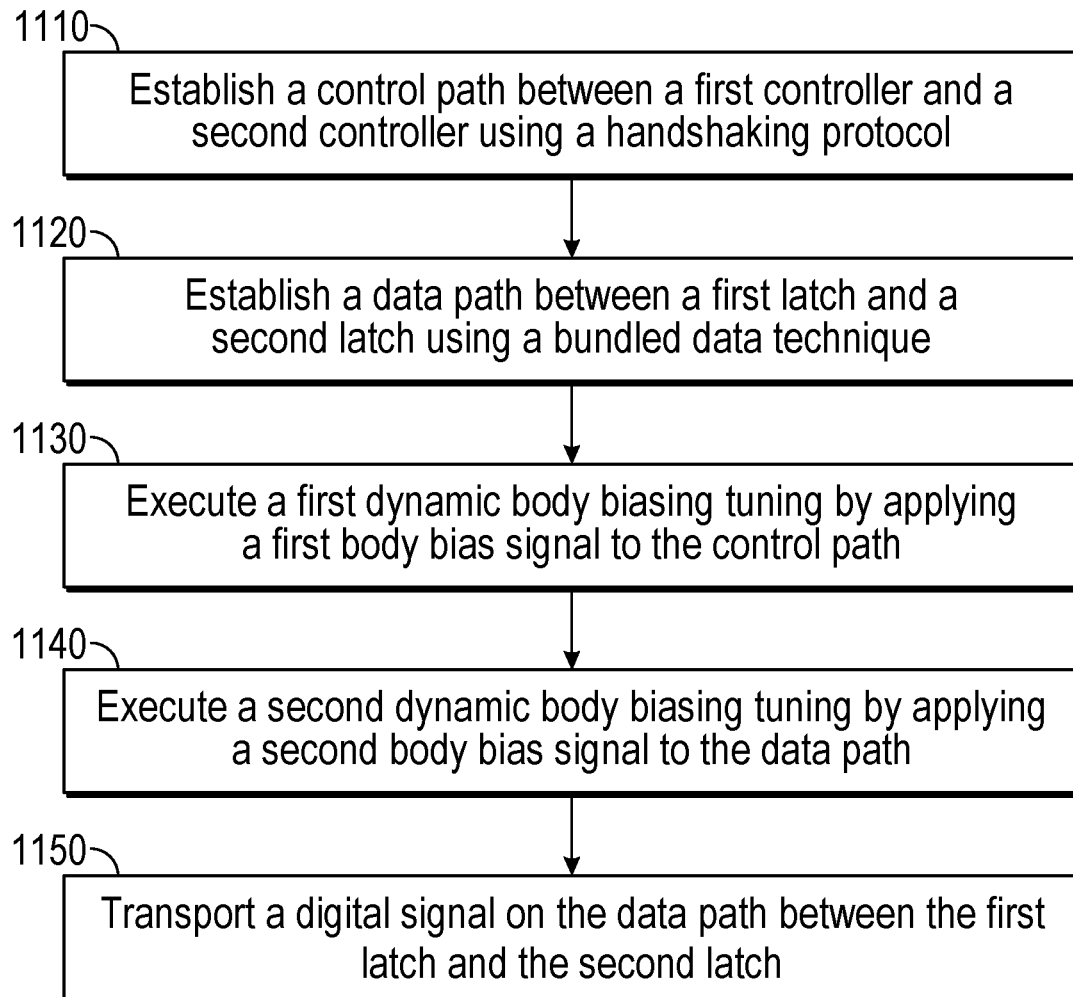 1110
Establish a control path between a first controller and a
second controller using a handshaking protocol
1120
Establish a data path between a first latch and a
second latch using a bundled data technique
1130
Execute a first dynamic body biasing tuning by applying
a first body bias signal to the control path
1140
Execute a second dynamic body biasing tuning by applying
a second body bias signal to the data path
1150
Transport a digital signal on the data path between the first
latch and the second latch